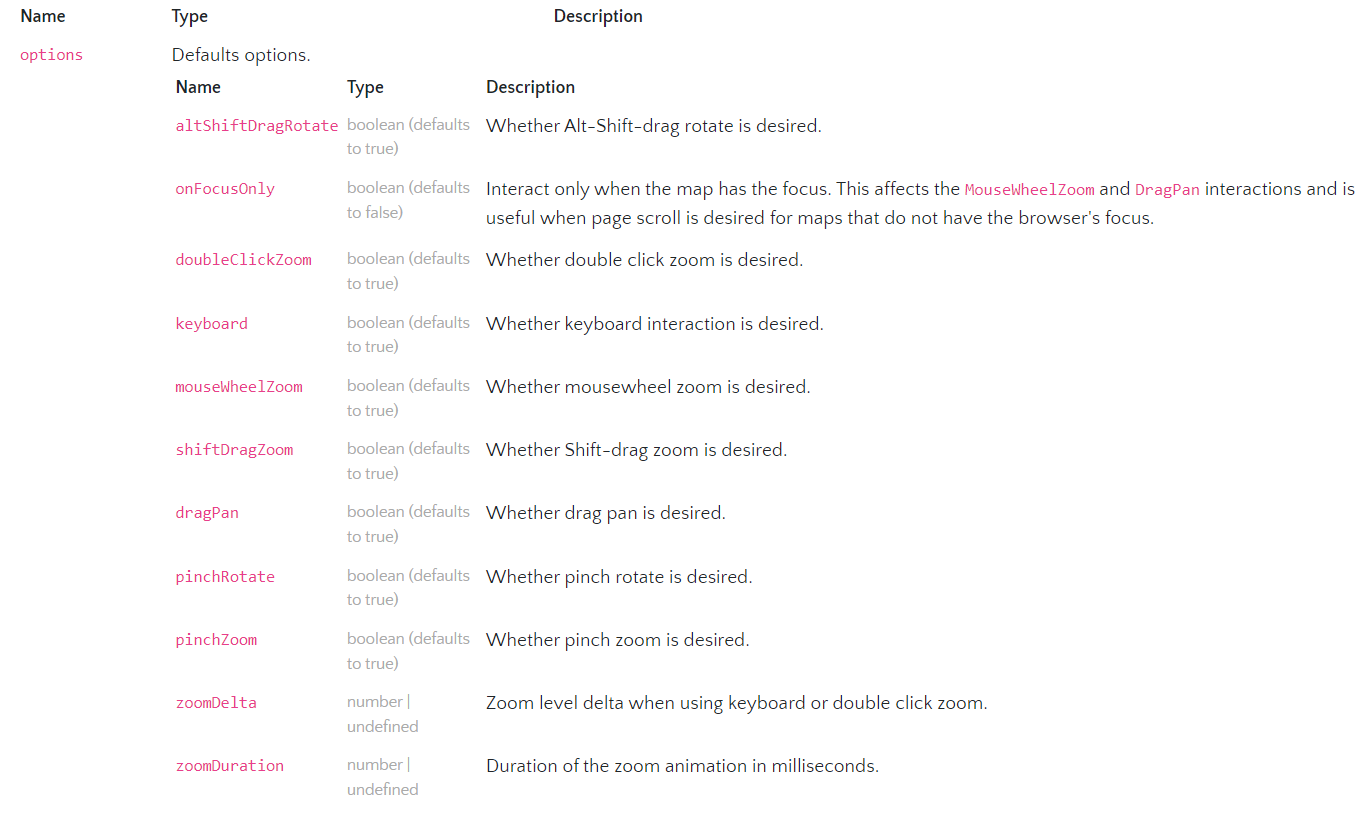 Name Type Description
options Defaults options.
Name Type Description
altShiftDragRotate boolean (defaults to true) Whether Alt-Shift-drag rotate is desired.
onFocusOnly boolean (defaults to false) Interact only when the map has the focus. This affects the MouseWheelZoom and DragPan interactions and is
useful when page scroll is desired for maps that do not have the browser's focus.
doubleClickZoom boolean (defaults to true) Whether double click zoom is desired.
keyboard boolean (defaults to true) Whether keyboard interaction is desired.
mouseWheelZoom boolean (defaults to true) Whether mousewheel zoom is desired.
shiftDragZoom boolean (defaults to true) Whether Shift-drag zoom is desired.
dragPan boolean (defaults to true) Whether drag pan is desired.
pinchRotate boolean (defaults to true) Whether pinch rotate is desired.
pinchZoom boolean (defaults to true) Whether pinch zoom is desired.
zoomDelta number | undefined Zoom level delta when using keyboard or double click zoom.
zoomDuration number | undefined Duration of the zoom animation in milliseconds.